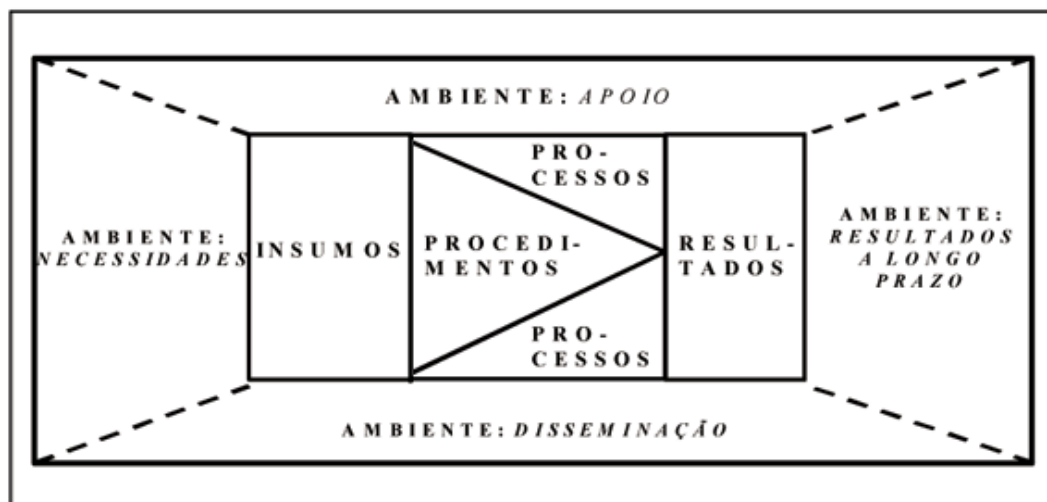 AMBIENTE: APOIO
AMBIENTE:
NECESSIDADES
INSUMOS
PROCEDI-
MENTOS
PRO-
CESSOS
PRO-
CESSOS
RESUL-
TADOS
AMBIENTE:
RESULTADOS
A LONGO
PRAZO
AMBIENTE: DISSEMINAÇÃO